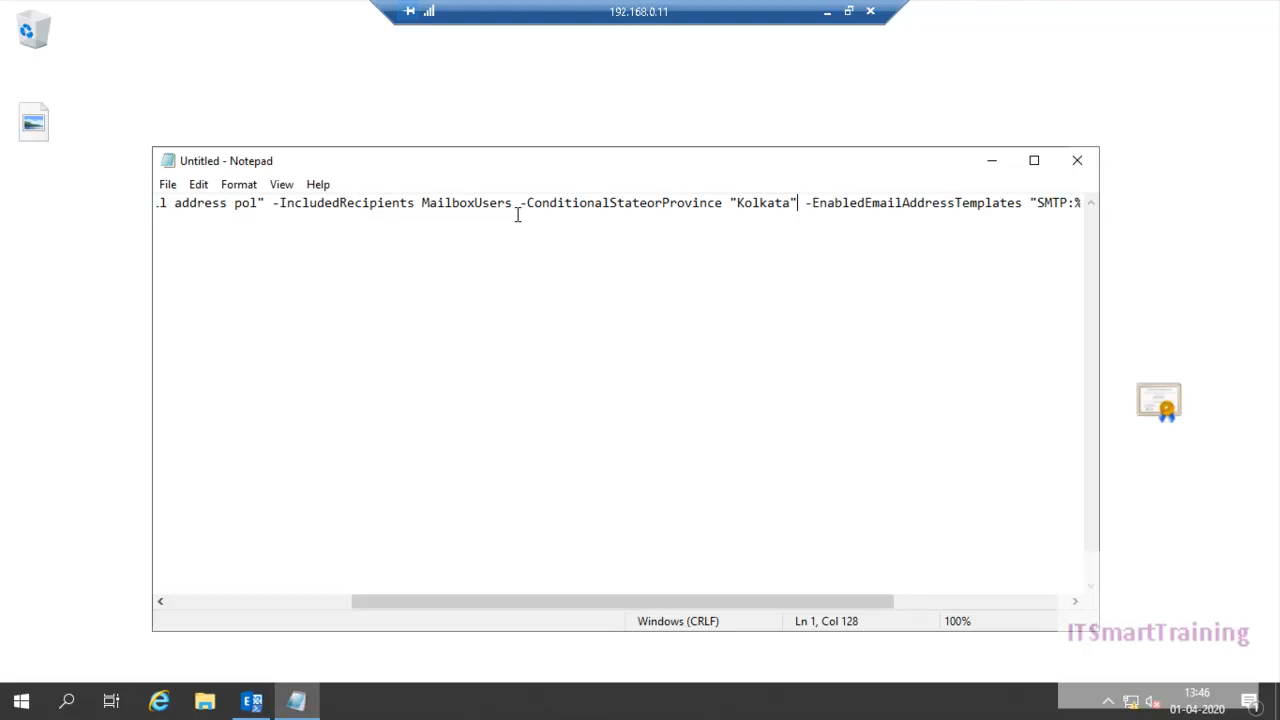 192.168.0.11
Untitled - Notepad
File Edit Format View Help
l address pol" -IncludedRecipients MailboxUsers -ConditionalStateorProvince "Kolkata" -EnabledEmailAddressTemplates "SMTP:%
Windows (CRLF) Ln 1, Col 128 100%
ITSmartTraining
13:46
01-04-2020